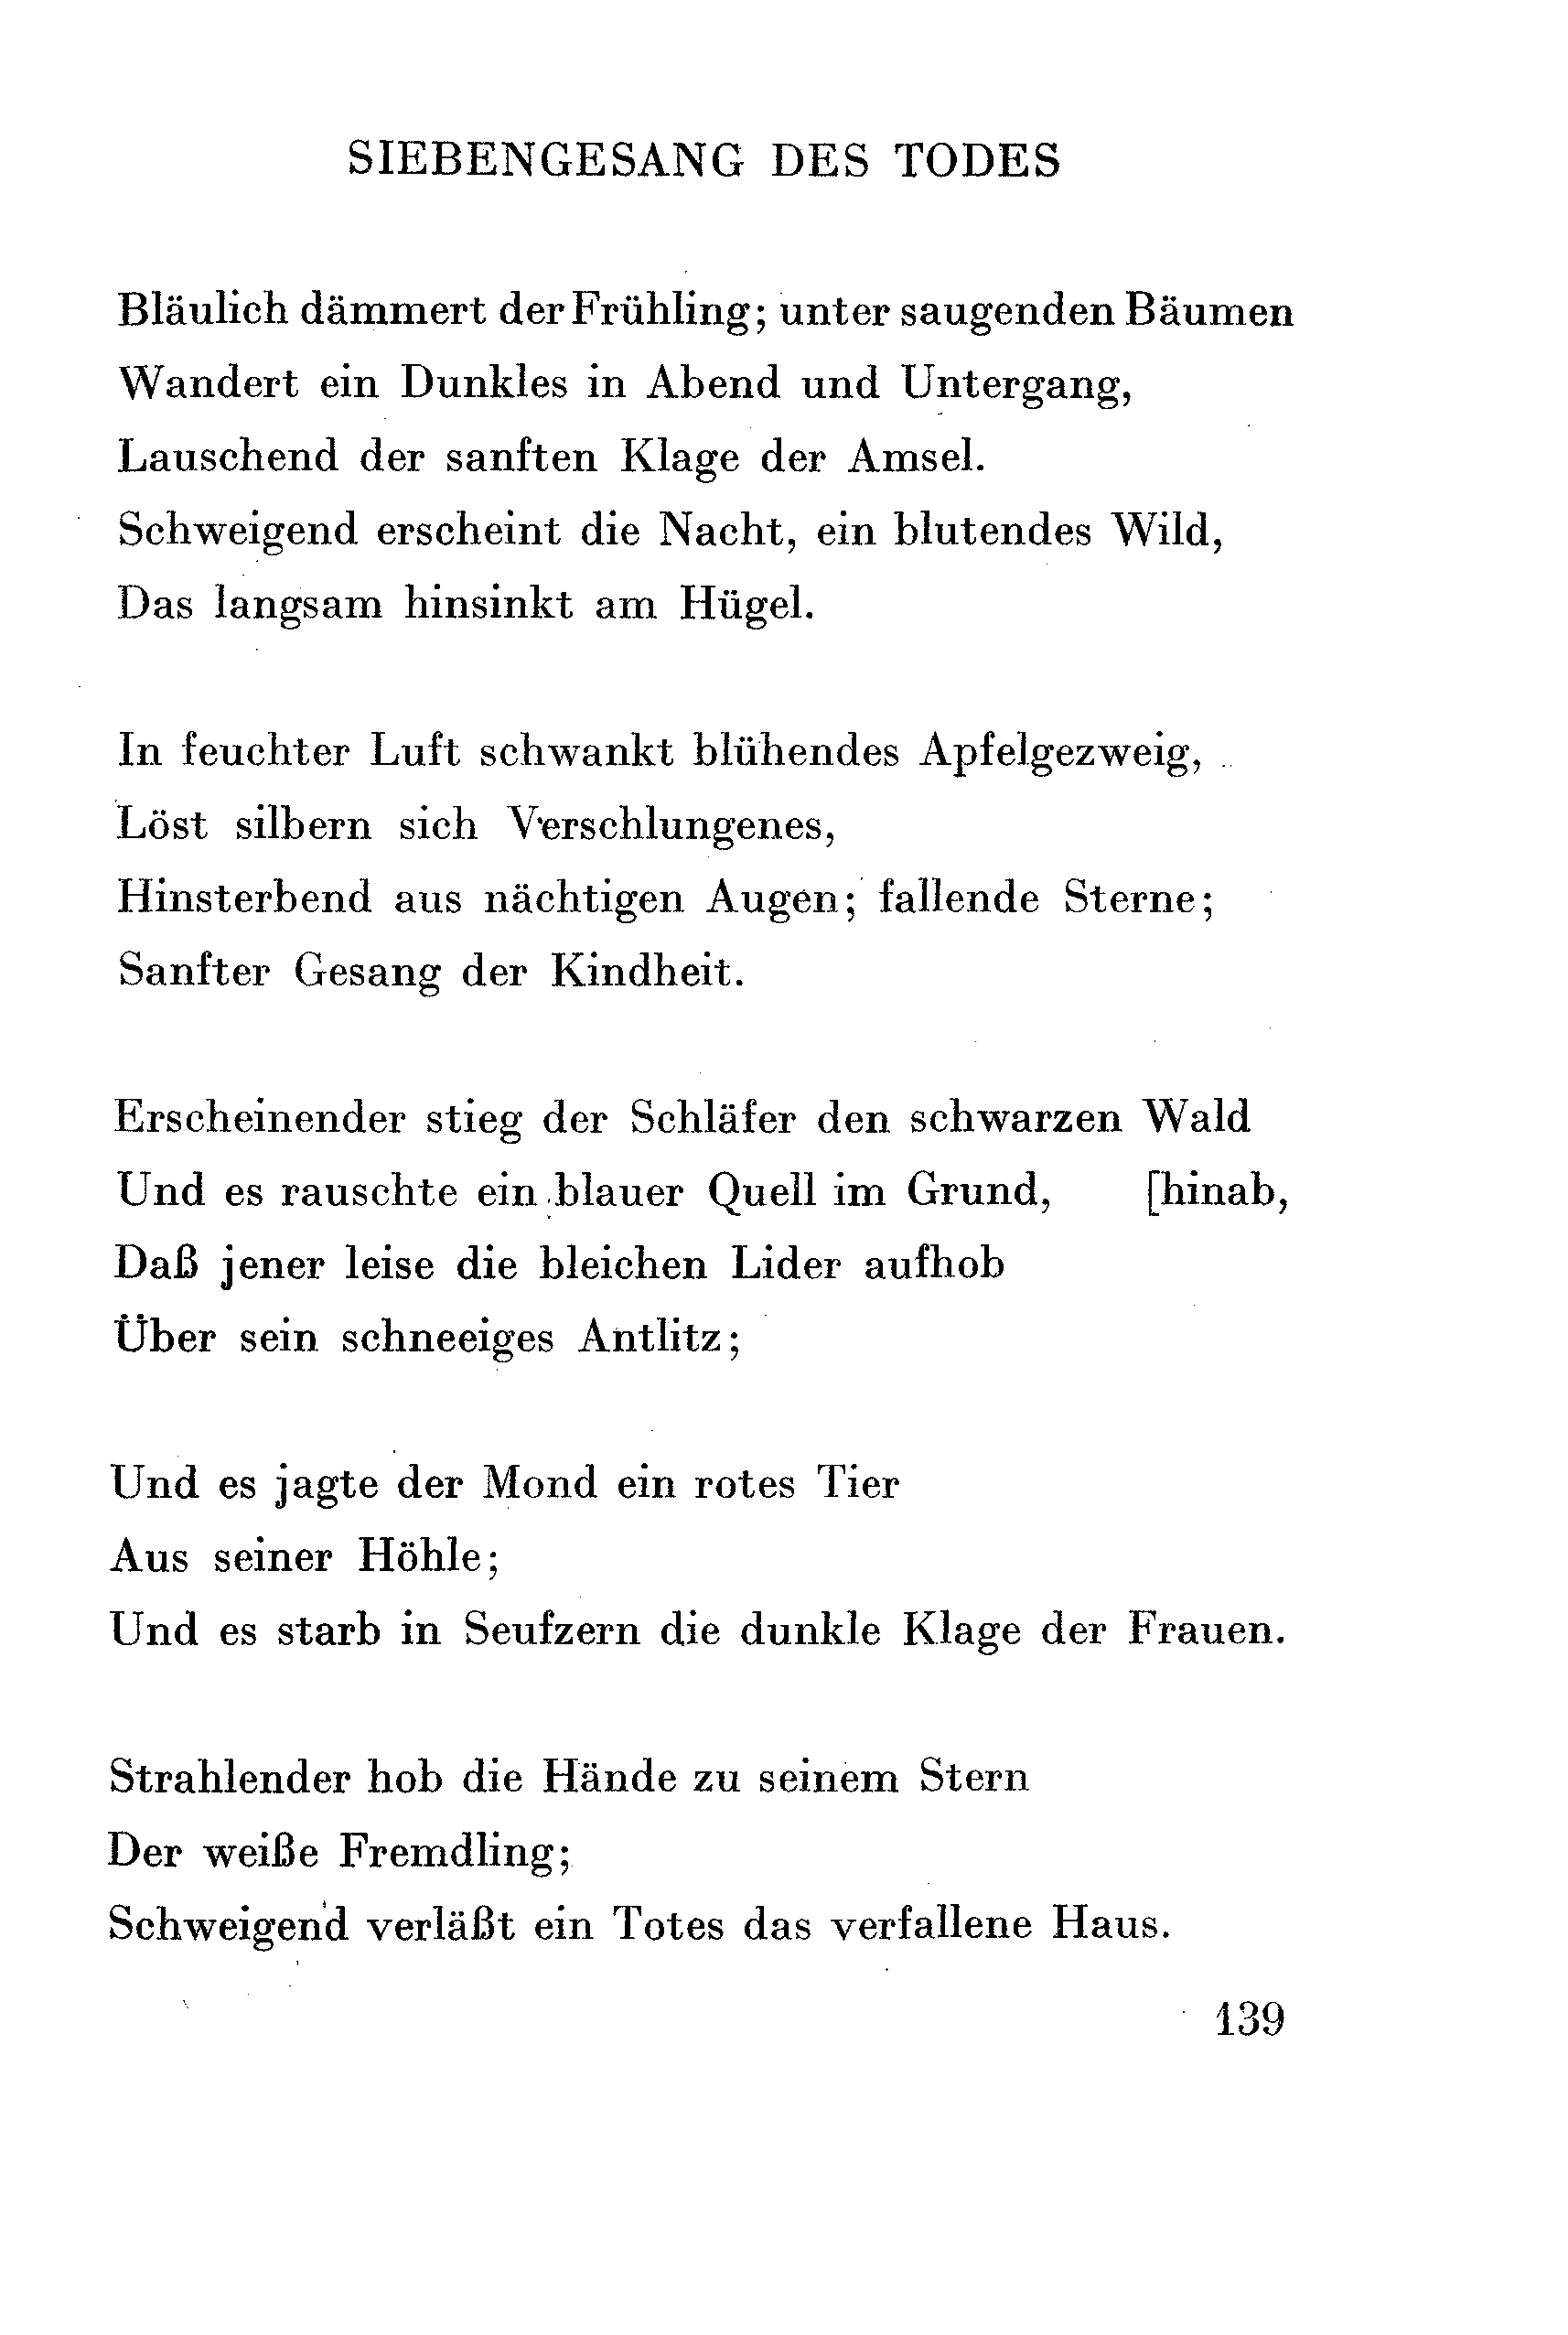 SIEBENGESANG DES TODES
Bläulich dämmert der Frühling; unter saugenden Bäumen
Wandert ein Dunkles in Abend und Untergang,
Lauschend der sanften Klage der Amsel.
Schweigend erscheint die Nacht, ein blutendes Wild,
Das langsam hinsinkt am Hügel.
In feuchter Luft schwankt blühendes Apfelgezweig,
Löst silbern sich Verschlungenes,
Hinsterbend aus nächtigen Augen; fallende Sterne;
Sanfter Gesang der Kindheit.
Erscheinender stieg der Schläfer den schwarzen Wald
Und es rauschte ein blauer Quell im Grund, [hinab,
Daß jener leise die bleichen Lider aufhob
Über sein schneeiges Antlitz;
Und es jagte der Mond ein rotes Tier
Aus seiner Höhle;
Und es starb in Seufzern die dunkle Klage der Frauen.
Strahlender hob die Hände zu seinem Stern
Der weiße Fremdling;
Schweigend verläßt ein Totes das verfallene Haus.
139